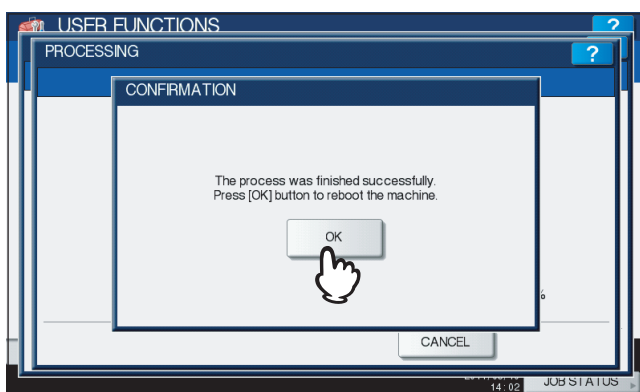 USER FUNCTIONS
?
PROCESSING
?
CONFIRMATION
The process was finished successfully.
Press [OK] button to reboot the machine.
OK
%
CANCEL
14:02
JOB STATUS